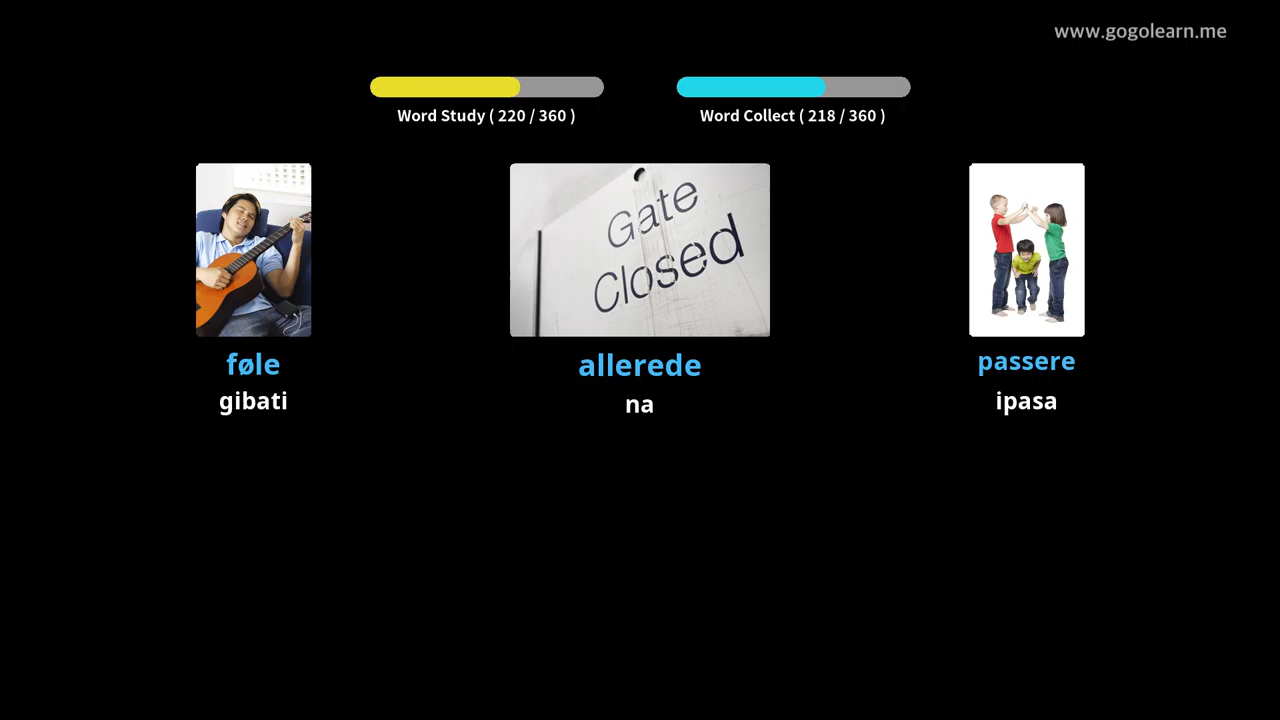 www.gogolearn.me
Word Study ( 220 / 360 )
Word Collect ( 218 / 360 )
Gate
Closed
føle
allerede
passere
gibati
na
ipasa